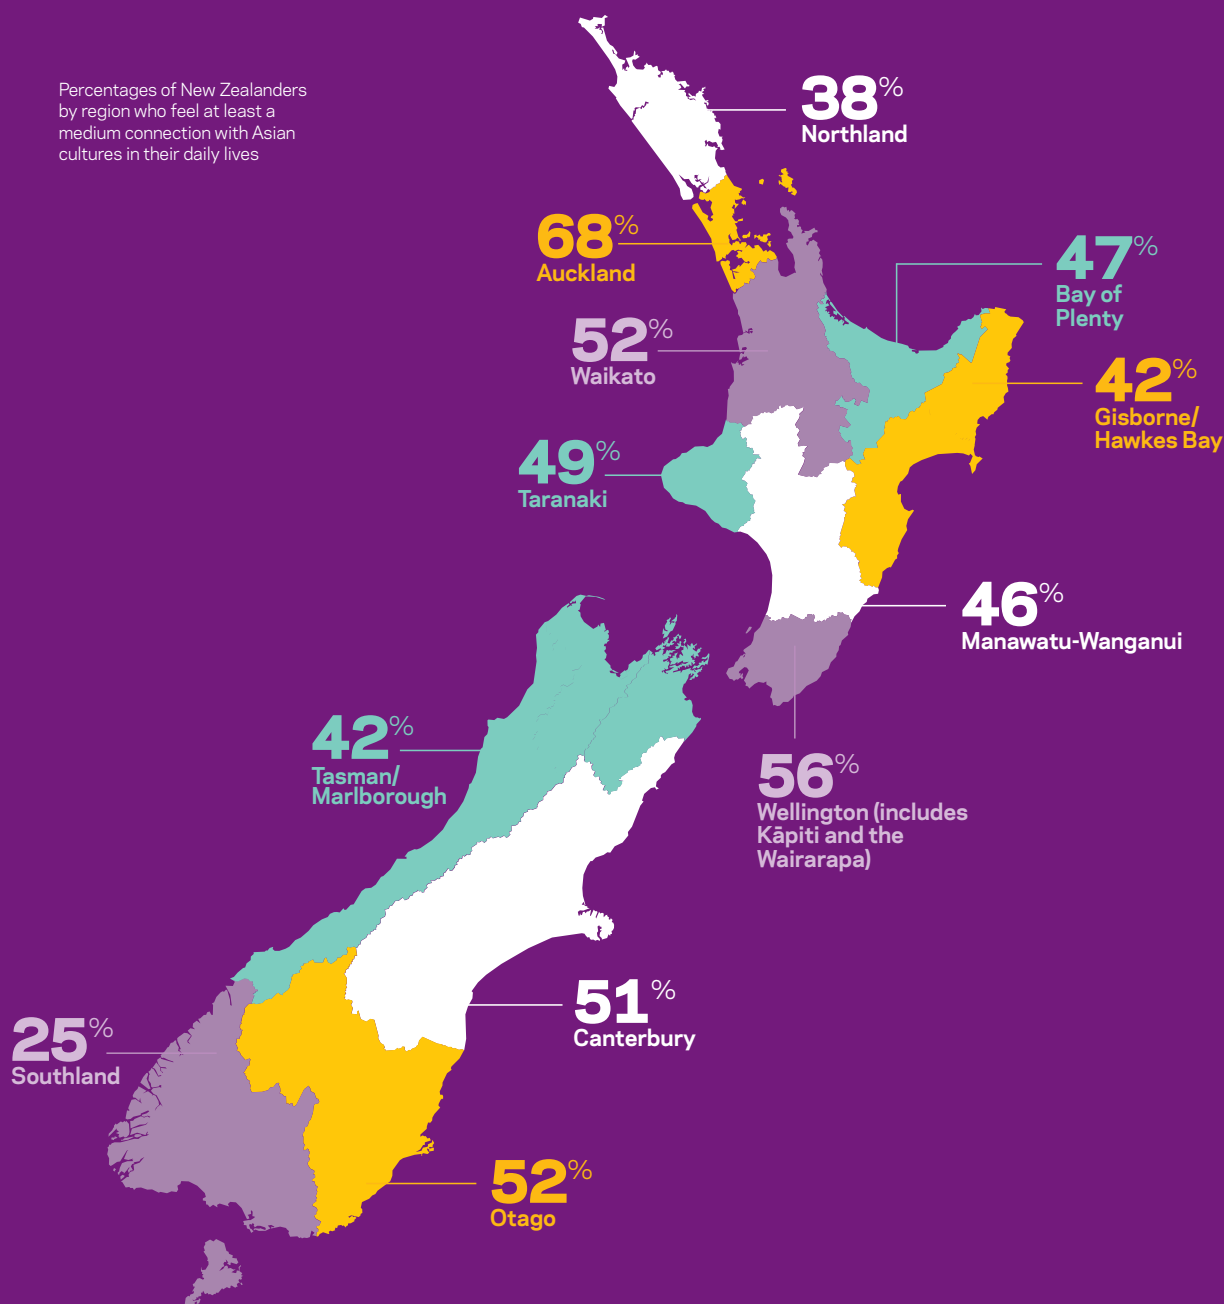 Percentages of New Zealanders
by region who feel at least a
medium connection with Asian
cultures in their daily lives
38%
Northland
68%
Auckland
47%
Bay of
Plenty
52%
Waikato
42%
Gisborne/
Hawkes Bay
49%
Taranaki
46%
Manawatu-Wanganui
42%
Tasman/
Marlborough
56%
Wellington (includes
Kāpiti and the
Wairarapa)
51%
Canterbury
25%
Southland
52%
Otago